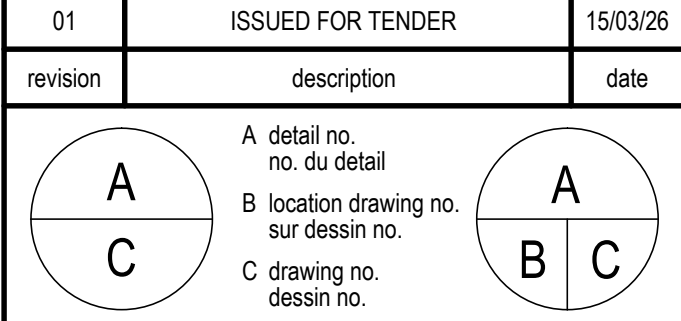 01 ISSUED FOR TENDER 15/03/26
revision description date
A
C
A detail no.
no. du detail
B location drawing no.
sur dessin no.
C drawing no.
dessin no.
A
B C